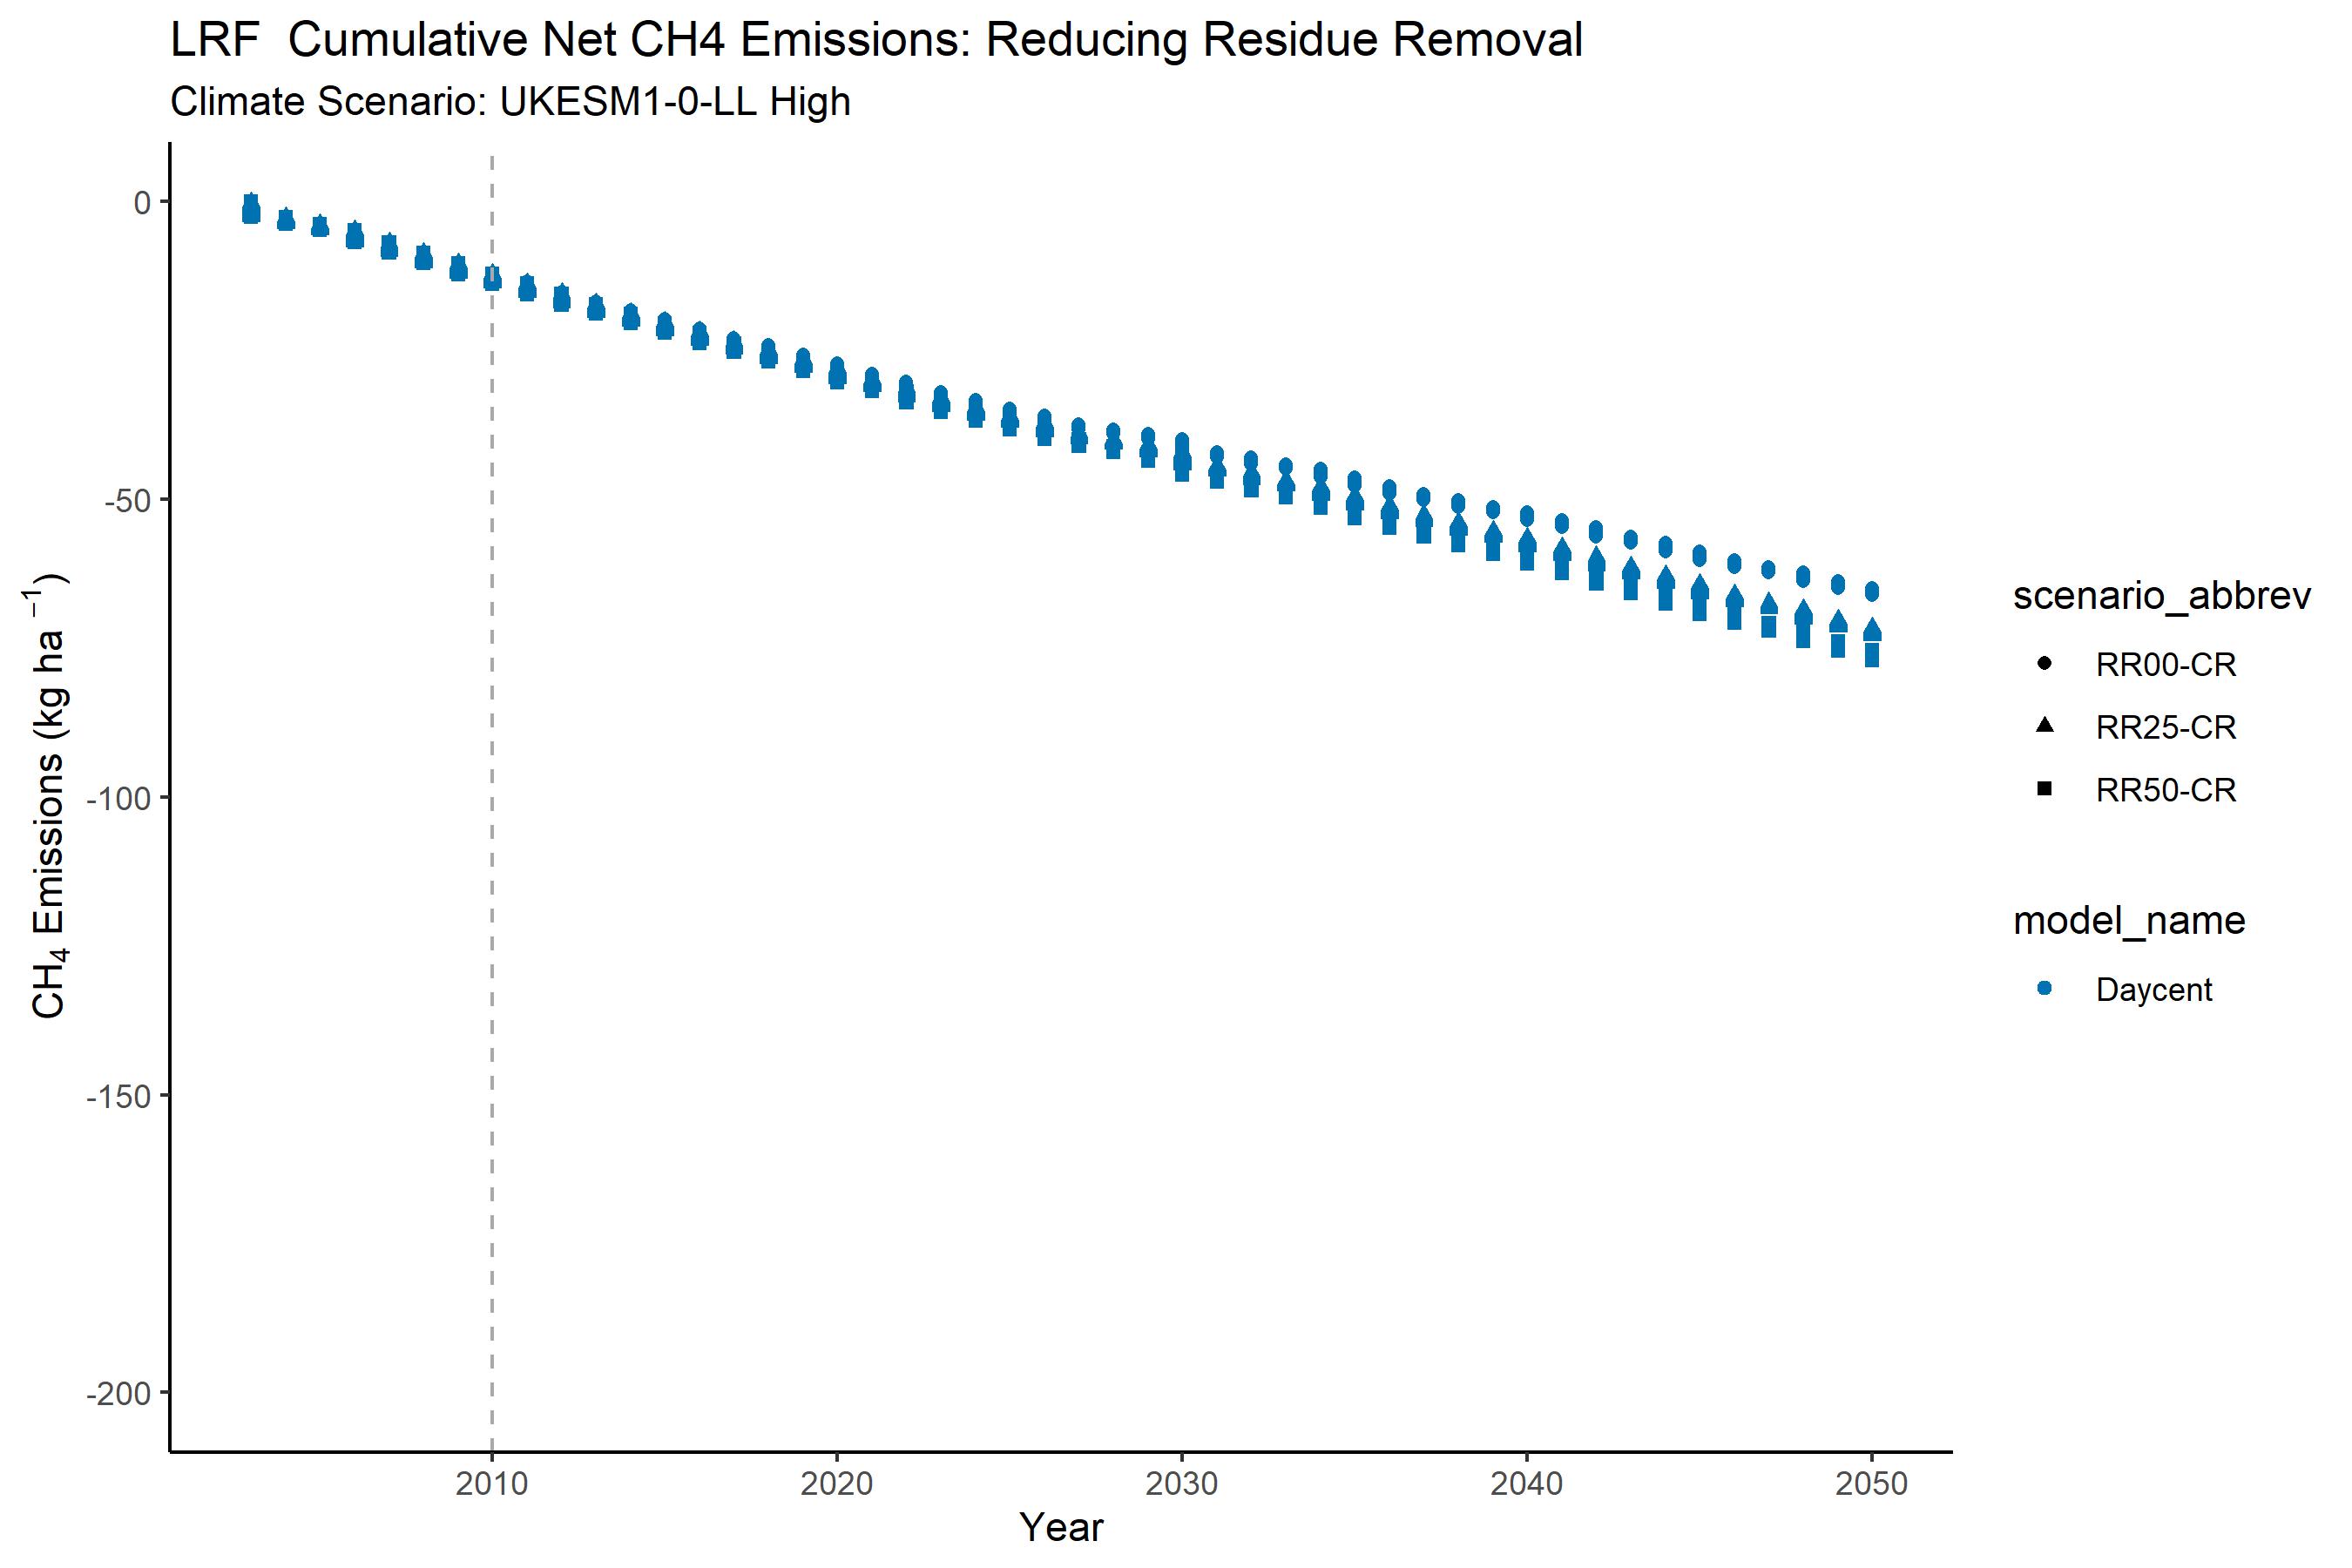 LRF  Cumulative Net CH4 Emissions: Reducing Residue Removal
Climate Scenario: UKESM1-0-LL High
CH₄ Emissions (kg ha ⁻¹)
0
-50
-100
-150
-200
2010 2020 2030 2040 2050
Year
scenario_abbrev
RR00-CR
RR25-CR
RR50-CR
model_name
Daycent